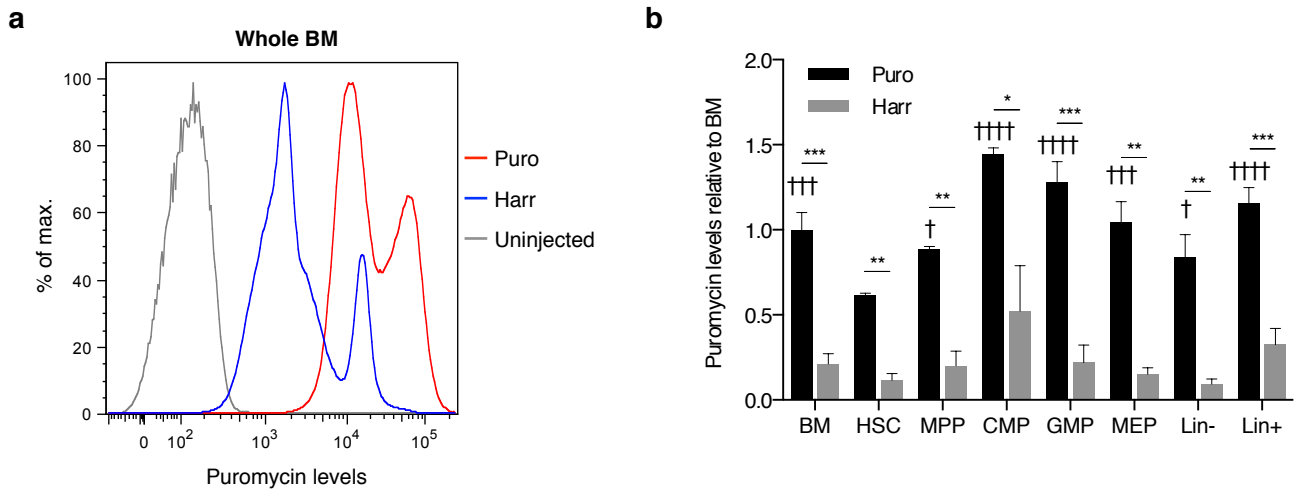 a
Whole BM
% of max.
100
80
60
40
20
0
0 10² 10³ 10⁴ 10⁵
Puromycin levels
Puro
Harr
Uninjected
b
Puromycin levels relative to BM
2.0
1.5
1.0
0.5
0.0
Puro
Harr
***
†††
**
**
†
*
††††
***
††††
**
†††
**
†
***
††††
BM HSC MPP CMP GMP MEP Lin- Lin+